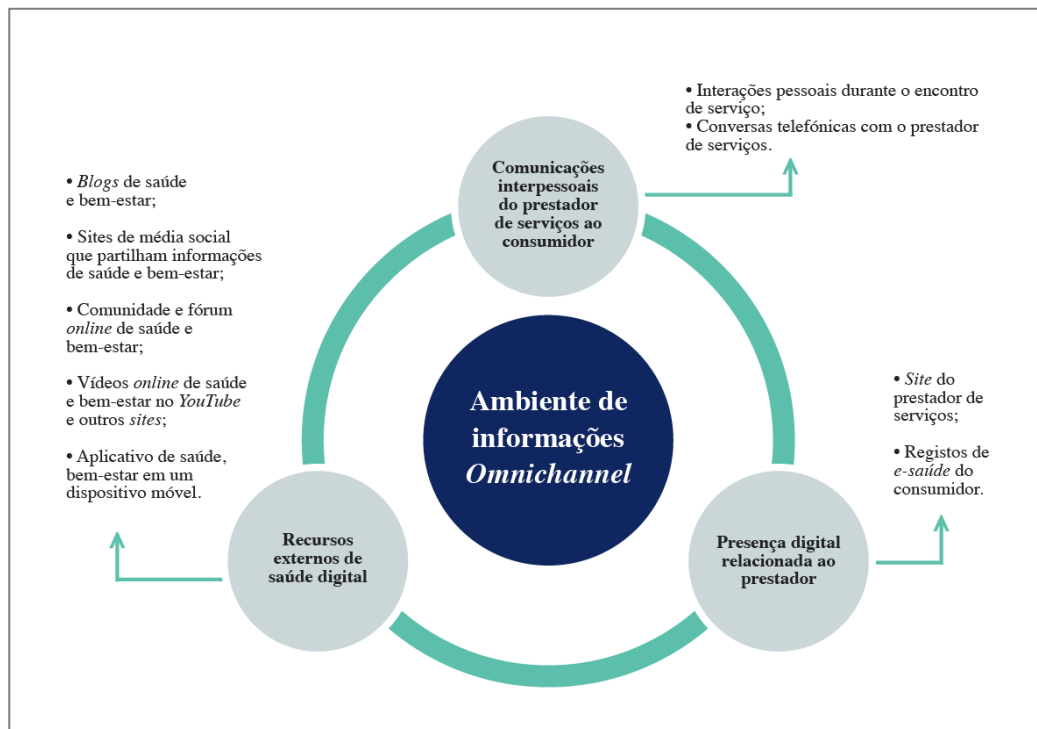 • Interações pessoais durante o encontro
de serviço;
• Conversas telefónicas com o prestador
de serviços.
Comunicações
interpessoais
do prestador
de serviços ao
consumidor
• Blogs de saúde
e bem-estar;
• Sites de média social
que partilham informações
de saúde e bem-estar;
• Comunidade e fórum
online de saúde e
bem-estar;
• Vídeos online de saúde
e bem-estar no YouTube
e outros sites;
• Aplicativo de saúde,
bem-estar em um
dispositivo móvel.
Ambiente de
informações
Omnichannel
• Site do
prestador de
serviços;
• Registos de
e-saúde do
consumidor.
Recursos
externos de
saúde digital
Presença digital
relacionada ao
prestador